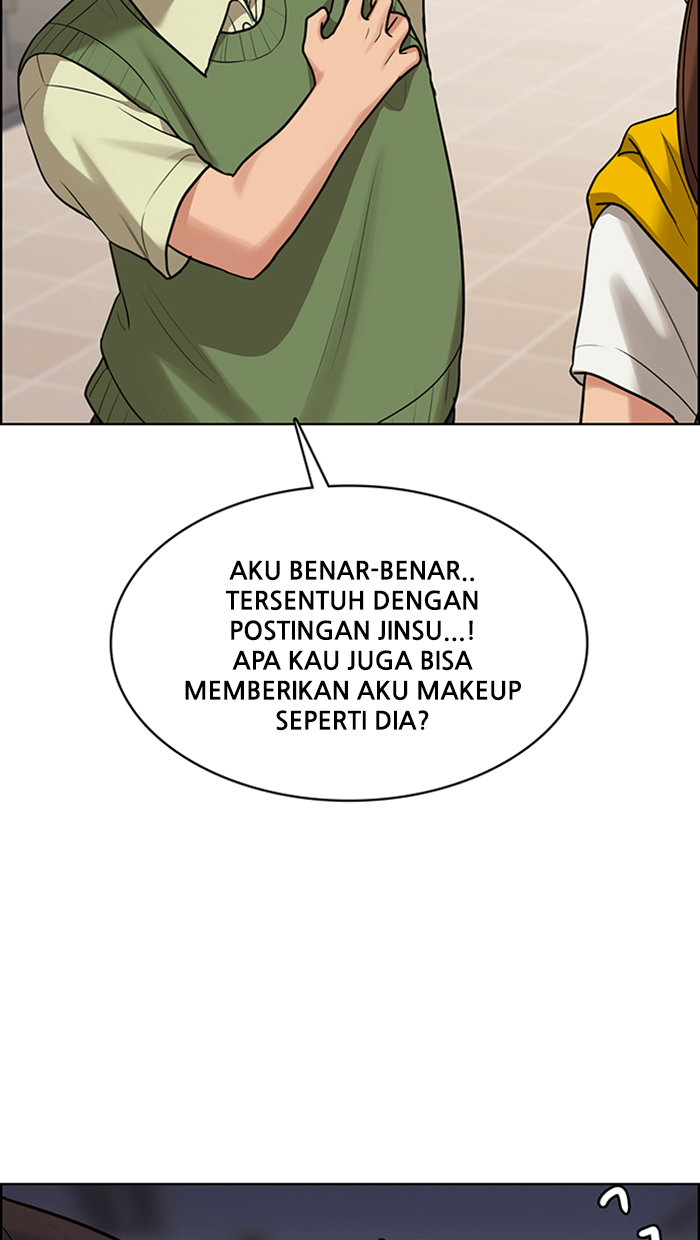 AKU BENAR-BENAR..
TERSENTUH DENGAN
POSTINGAN JINSU...!
APA KAU JUGA BISA
MEMBERIKAN AKU MAKEUP
SEPERTI DIA?